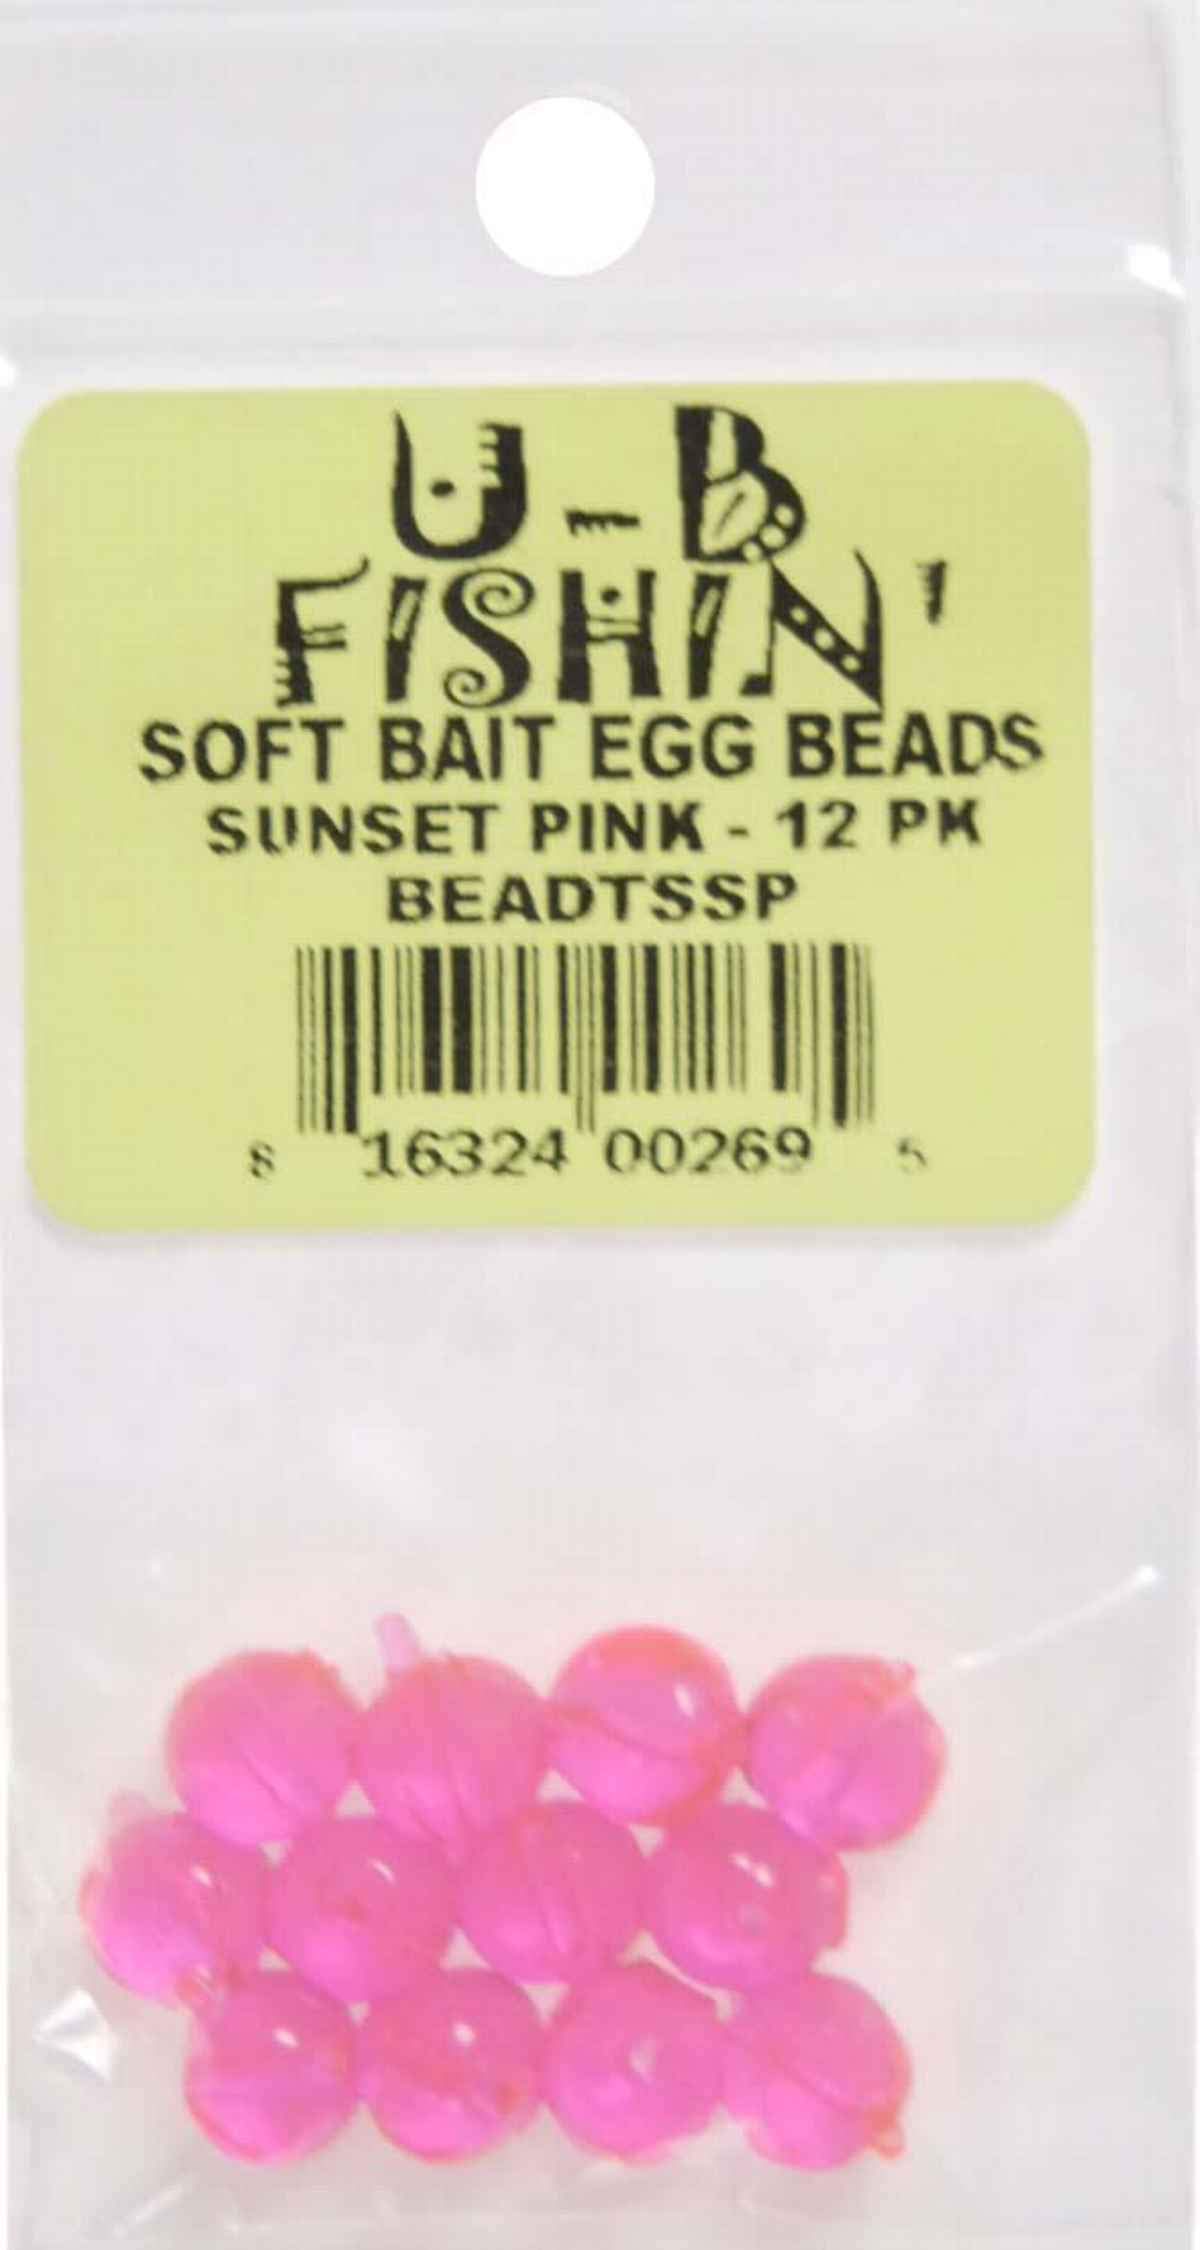 U-B
FISHIN'
SOFT BAIT EGG BEADS
SUNSET PINK - 12 PK
BEADTSSP
8 16324 00269 5